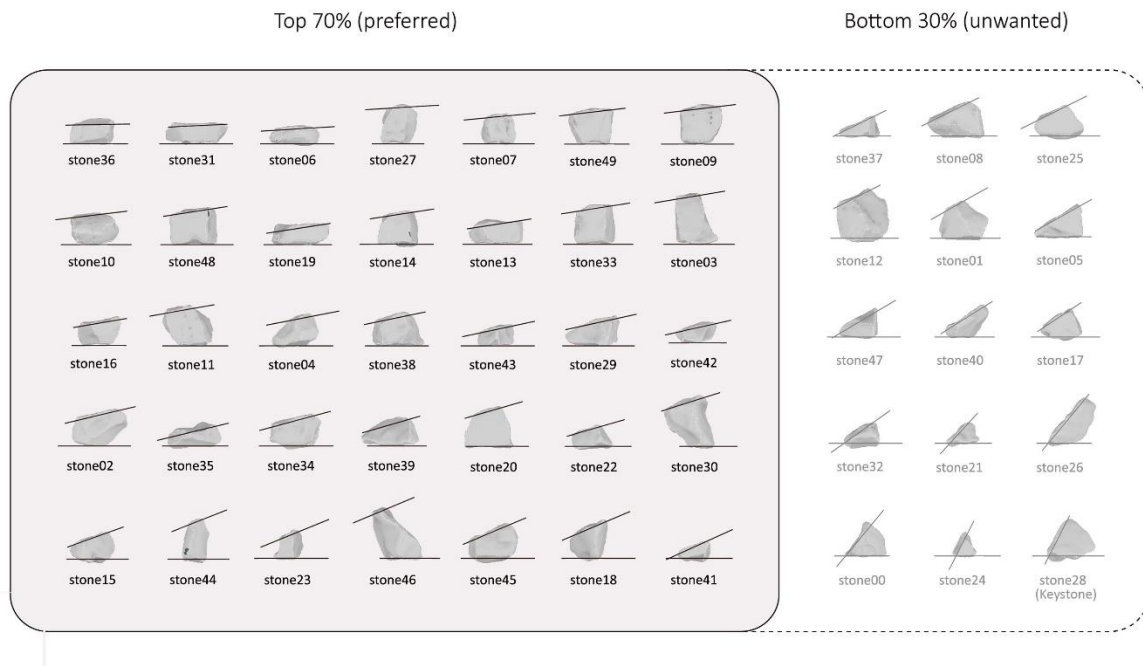 Top 70% (preferred) Bottom 30% (unwanted)
stone36 stone31 stone06 stone27 stone07 stone49 stone09 stone37 stone08 stone25
stone10 stone48 stone19 stone14 stone13 stone33 stone03 stone12 stone01 stone05
stone16 stone11 stone04 stone38 stone43 stone29 stone42 stone47 stone40 stone17
stone02 stone35 stone34 stone39 stone20 stone22 stone30 stone32 stone21 stone26
stone15 stone44 stone23 stone46 stone45 stone18 stone41 stone00 stone24 stone28
(Keystone)